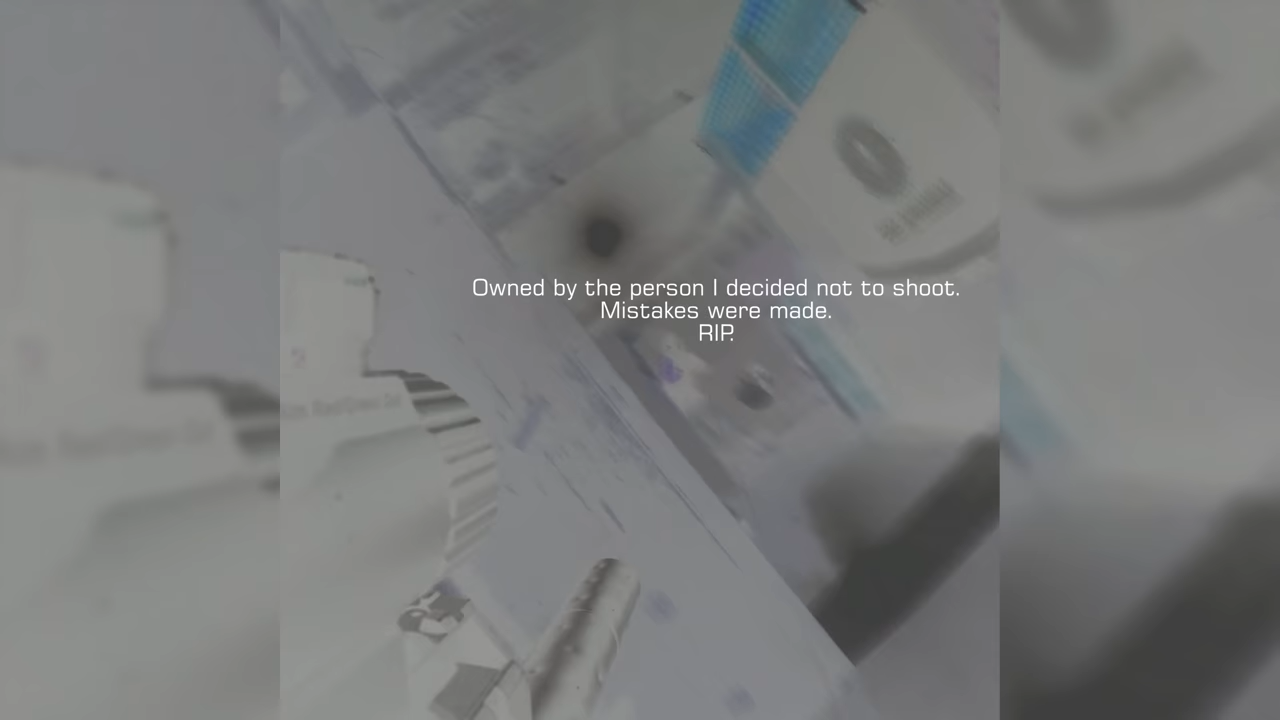 Owned by the person I decided not to shoot.
Mistakes were made.
RIP.